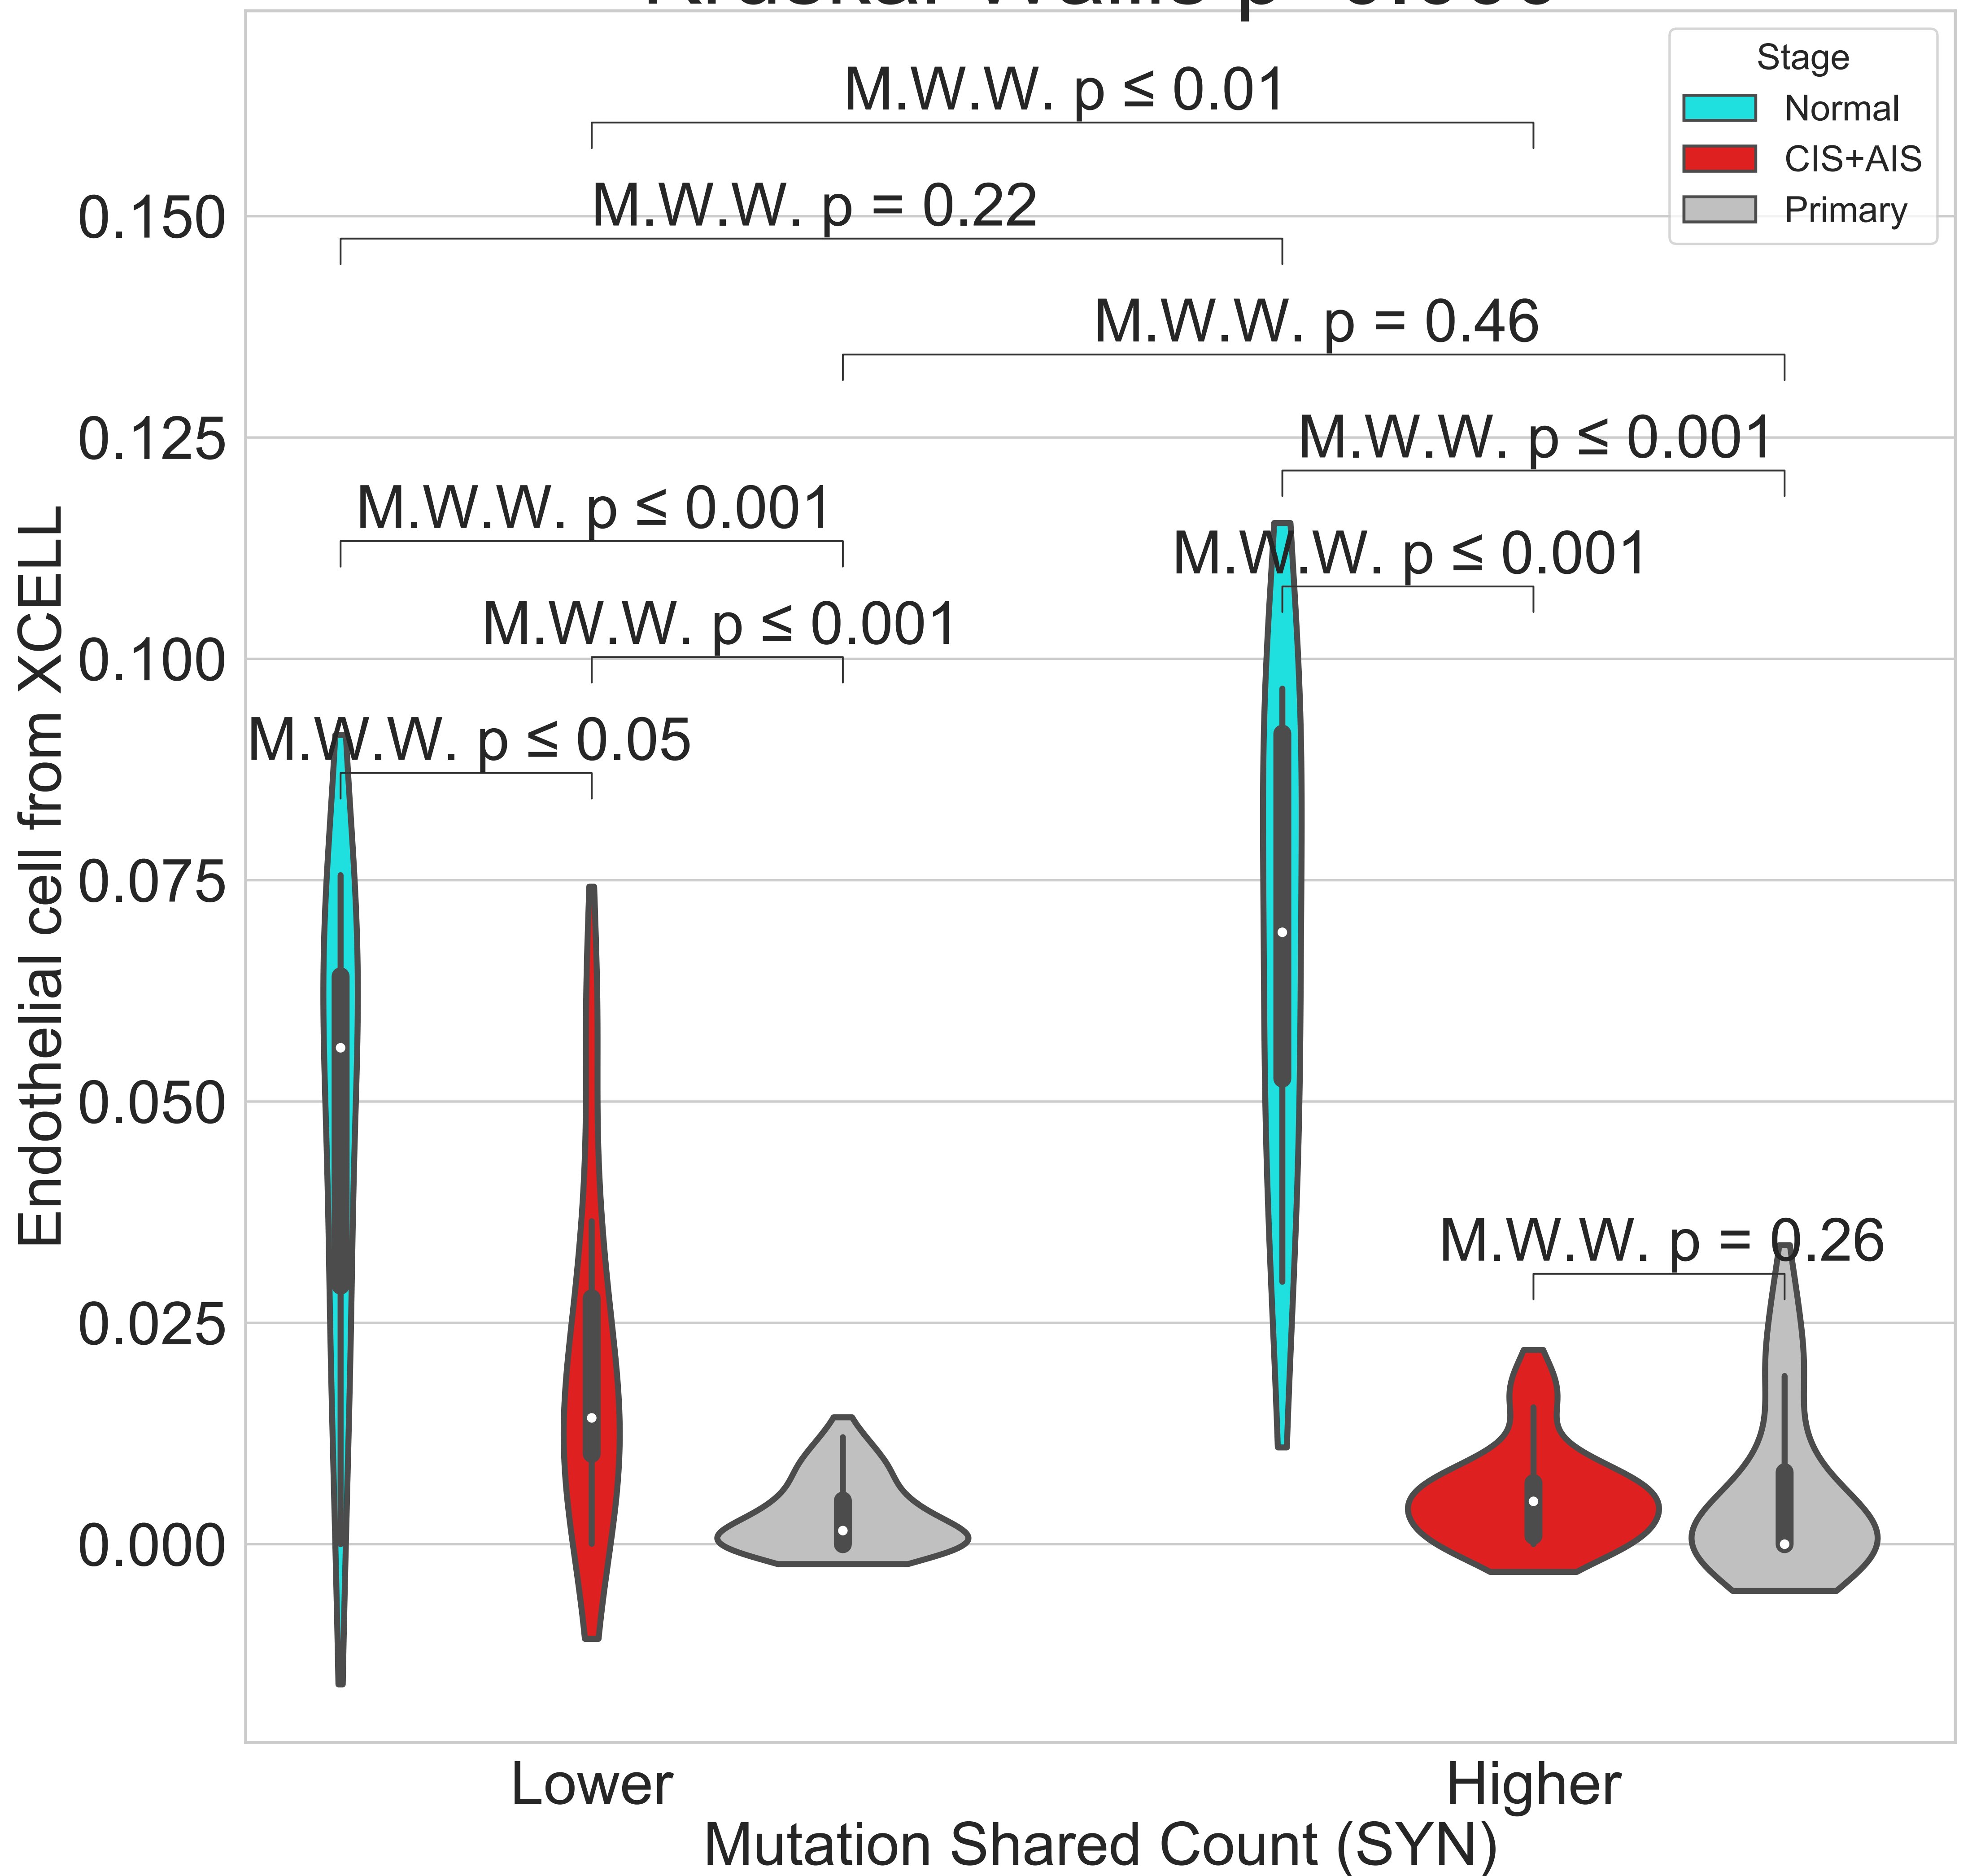 Stage
Normal
CIS+AIS
Primary
M.W.W. p ≤ 0.01
M.W.W. p = 0.22
M.W.W. p = 0.46
M.W.W. p ≤ 0.001
M.W.W. p ≤ 0.001
M.W.W. p ≤ 0.001
M.W.W. p ≤ 0.001
M.W.W. p ≤ 0.05
M.W.W. p = 0.26
0.150
0.125
0.100
0.075
0.050
0.025
0.000
Endothelial cell from XCELL
Lower
Higher
Mutation Shared Count (SYN)